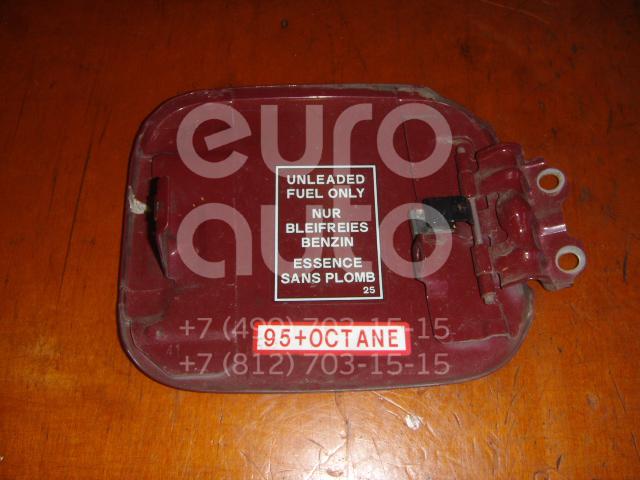 euro
auto
UNLEADED
FUEL ONLY
NUR
BLEIFREIES
BENZIN
ESSENCE
SANS PLOMB
25
95+OCTANE
+7 (499) 703-15-15
+7 (812) 703-15-15